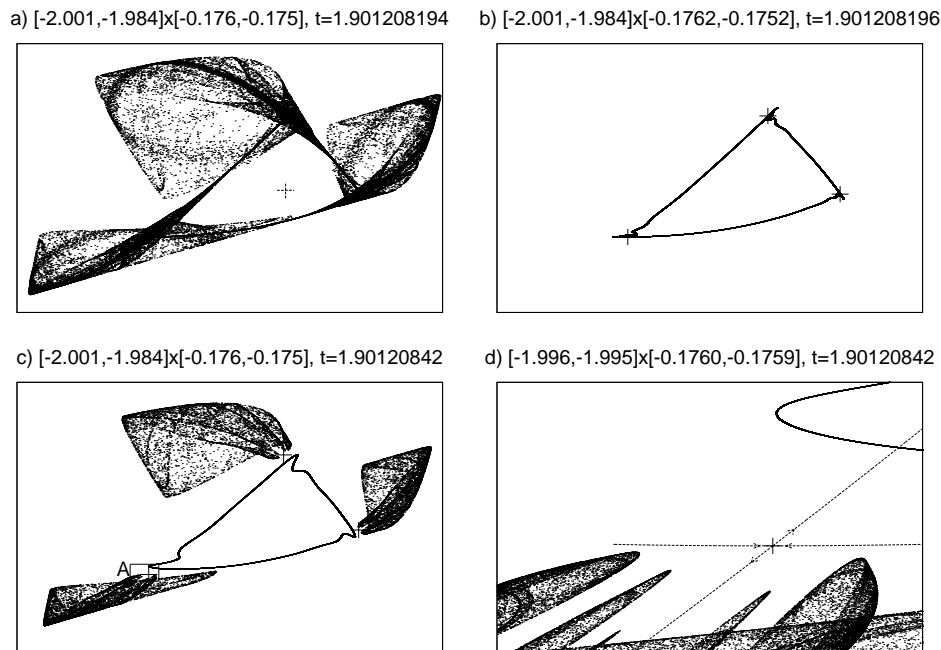 a) [-2.001,-1.984]x[-0.176,-0.175], t=1.901208194
b) [-2.001,-1.984]x[-0.1762,-0.1752], t=1.901208196
c) [-2.001,-1.984]x[-0.176,-0.175], t=1.90120842
d) [-1.996,-1.995]x[-0.1760,-0.1759], t=1.90120842
A